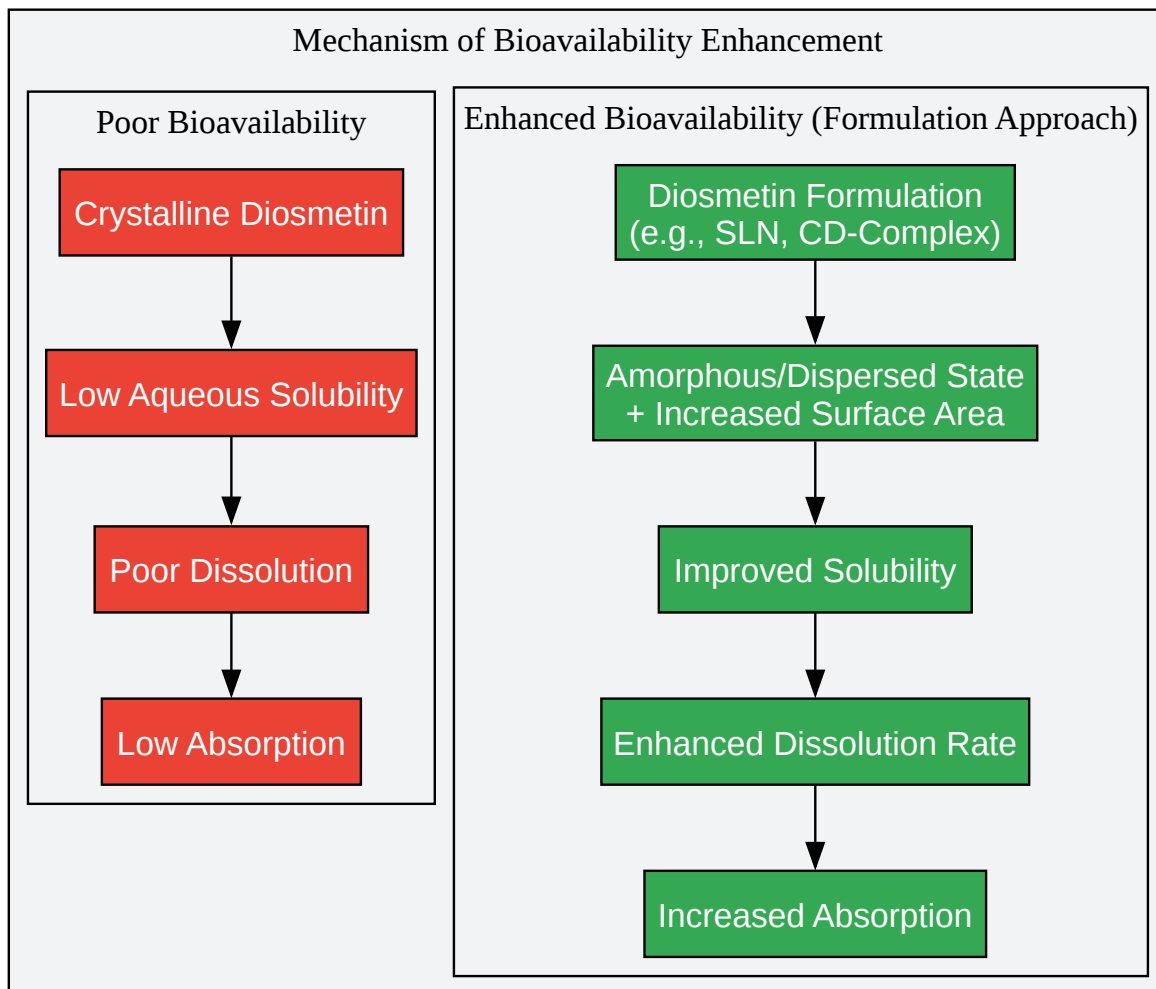 Mechanism of Bioavailability Enhancement
Poor Bioavailability
Crystalline Diosmetin
Low Aqueous Solubility
Poor Dissolution
Low Absorption
Enhanced Bioavailability (Formulation Approach)
Diosmetin Formulation
(e.g., SLN, CD-Complex)
Amorphous/Dispersed State
+ Increased Surface Area
Improved Solubility
Enhanced Dissolution Rate
Increased Absorption